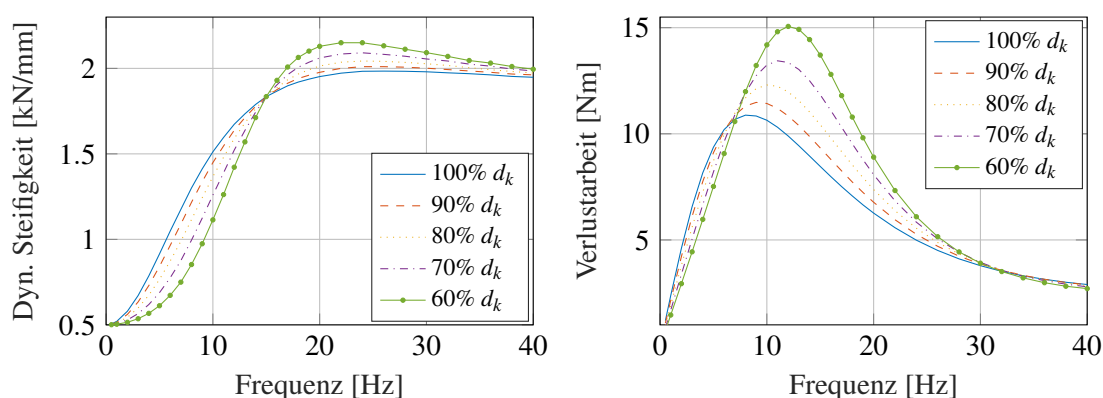 Dyn. Steifigkeit [kN/mm]
2
1.5
1
0.5
0 10 20 30 40
Frequenz [Hz]
100% d_k
90% d_k
80% d_k
70% d_k
60% d_k
Verlustarbeit [Nm]
15
10
5
0 10 20 30 40
Frequenz [Hz]
100% d_k
90% d_k
80% d_k
70% d_k
60% d_k